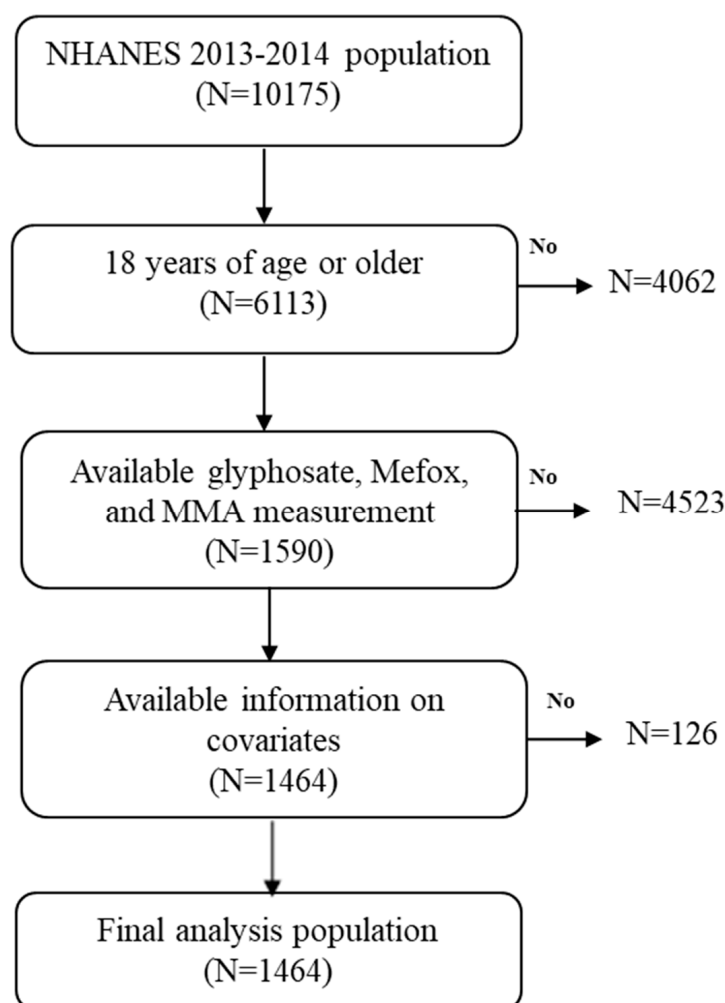 NHANES 2013-2014 population
(N=10175)
18 years of age or older
(N=6113)
No
N=4062
Available glyphosate, Mefox,
and MMA measurement
(N=1590)
No
N=4523
Available information on
covariates
(N=1464)
No
N=126
Final analysis population
(N=1464)